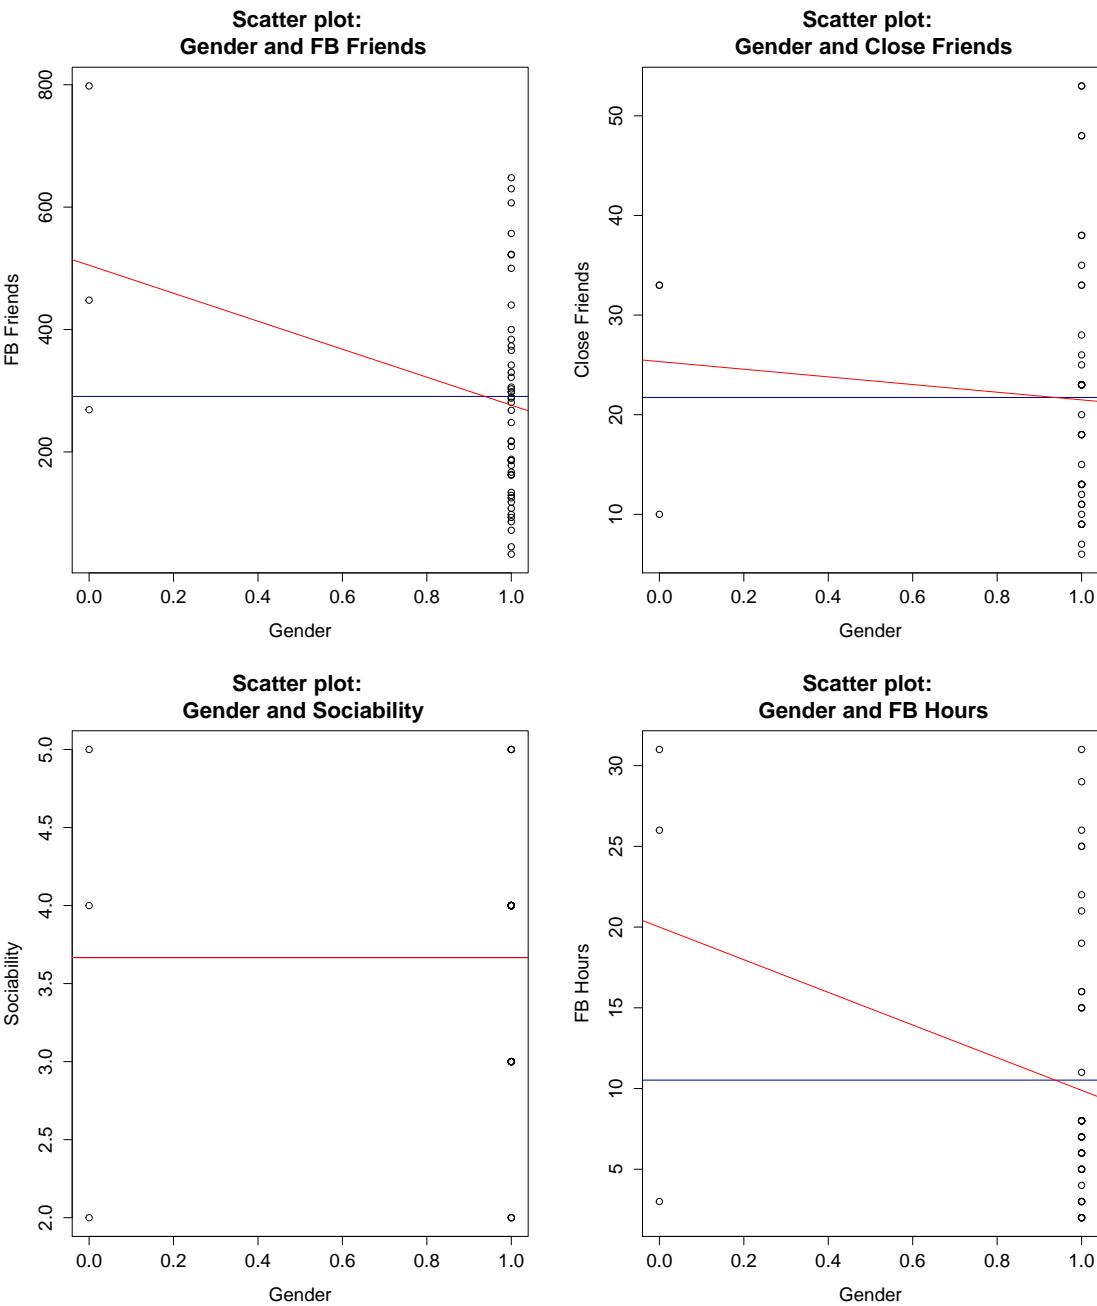 Scatter plot:
Gender and FB Friends
800
600
400
200
FB Friends
0.0 0.2 0.4 0.6 0.8 1.0
Gender
Scatter plot:
Gender and Close Friends
50
40
30
20
10
Close Friends
0.0 0.2 0.4 0.6 0.8 1.0
Gender
Scatter plot:
Gender and Sociability
5.0
4.5
4.0
3.5
3.0
2.5
2.0
Sociability
0.0 0.2 0.4 0.6 0.8 1.0
Gender
Scatter plot:
Gender and FB Hours
30
25
20
15
10
5
FB Hours
0.0 0.2 0.4 0.6 0.8 1.0
Gender